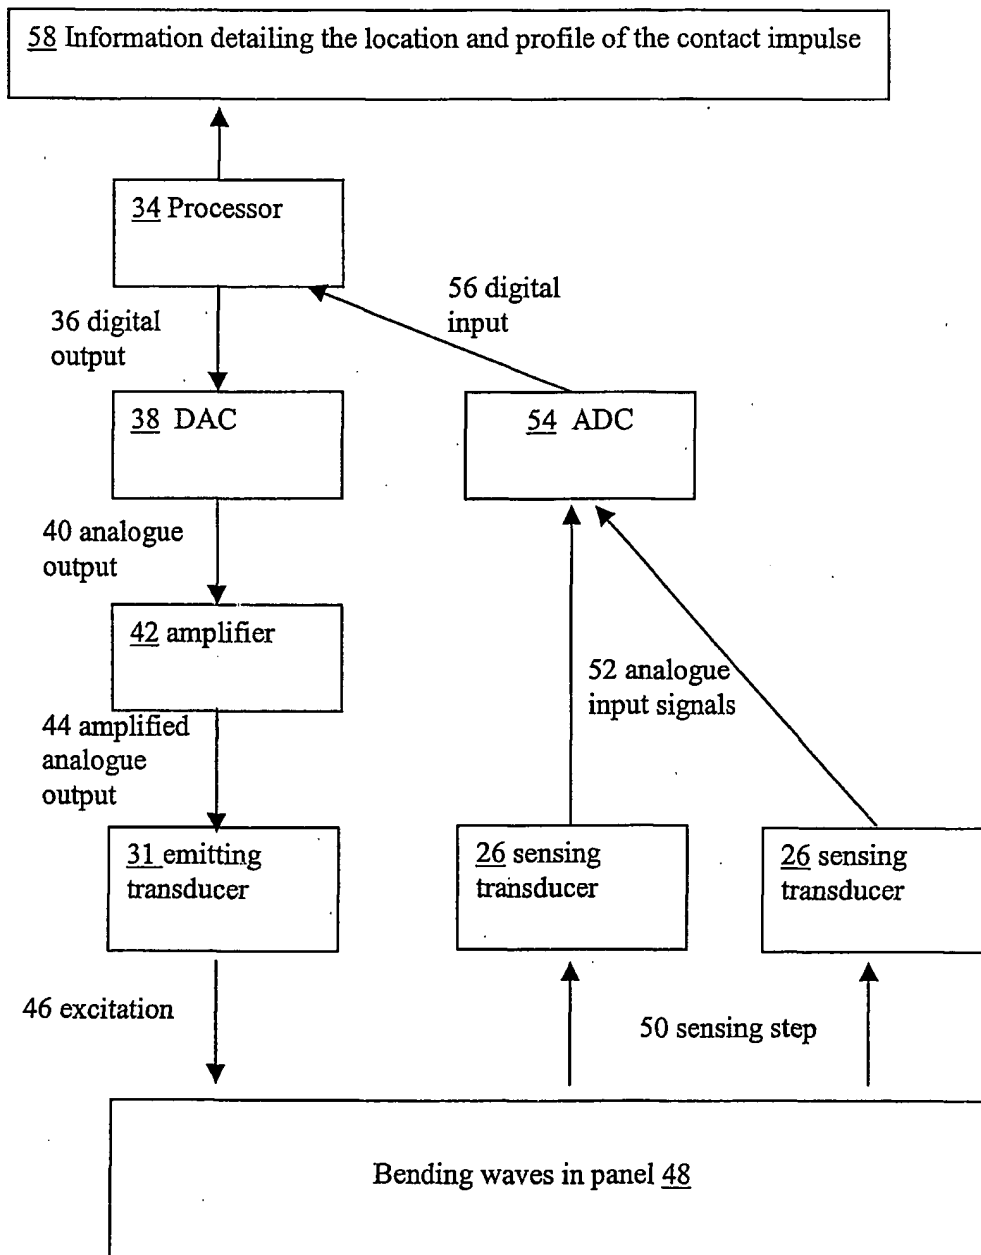 58 Information detailing the location and profile of the contact impulse
34 Processor
56 digital
input
36 digital
output
38 DAC
54 ADC
40 analogue
output
42 amplifier
52 analogue
input signals
44 amplified
analogue
output
31 emitting
transducer
26 sensing
transducer
26 sensing
transducer
46 excitation
50 sensing step
Bending waves in panel 48